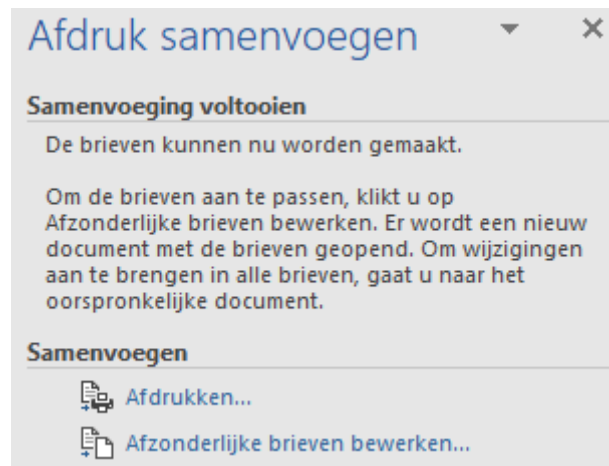 Afdruk samenvoegen
Samenvoeging voltooien
De brieven kunnen nu worden gemaakt.
Om de brieven aan te passen, klikt u op
Afzonderlijke brieven bewerken. Er wordt een nieuw
document met de brieven geopend. Om wijzigingen
aan te brengen in alle brieven, gaat u naar het
oorspronkelijke document.
Samenvoegen
Afdrukken...
Afzonderlijke brieven bewerken...